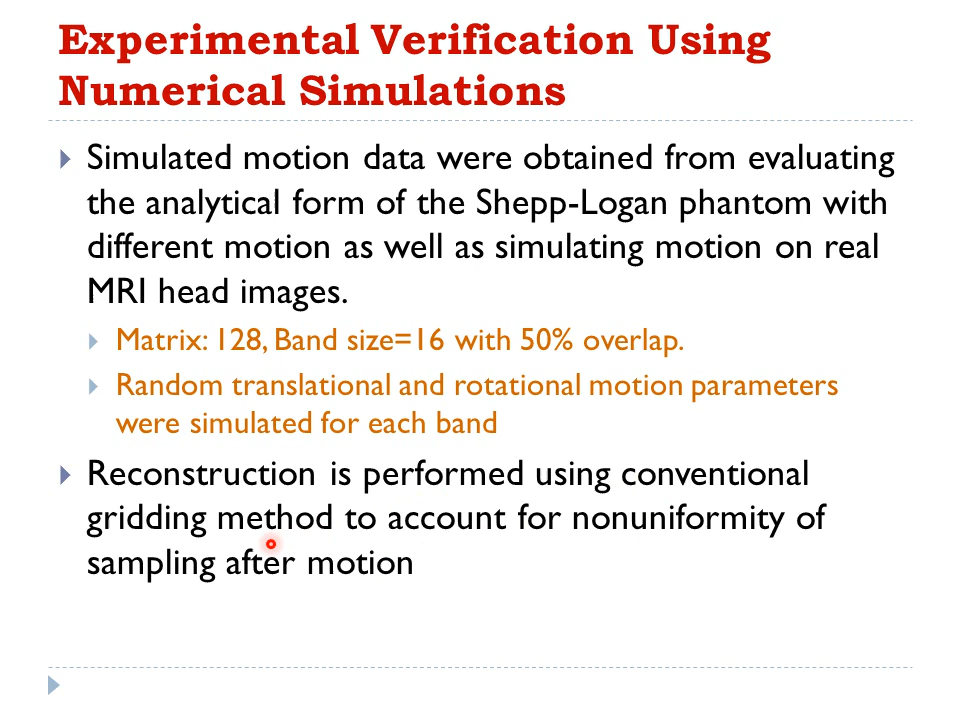 Experimental Verification Using
Numerical Simulations
Simulated motion data were obtained from evaluating
the analytical form of the Shepp-Logan phantom with
different motion as well as simulating motion on real
MRI head images.
Matrix: 128, Band size=16 with 50% overlap.
Random translational and rotational motion parameters
were simulated for each band
Reconstruction is performed using conventional
gridding method to account for nonuniformity of
sampling after motion